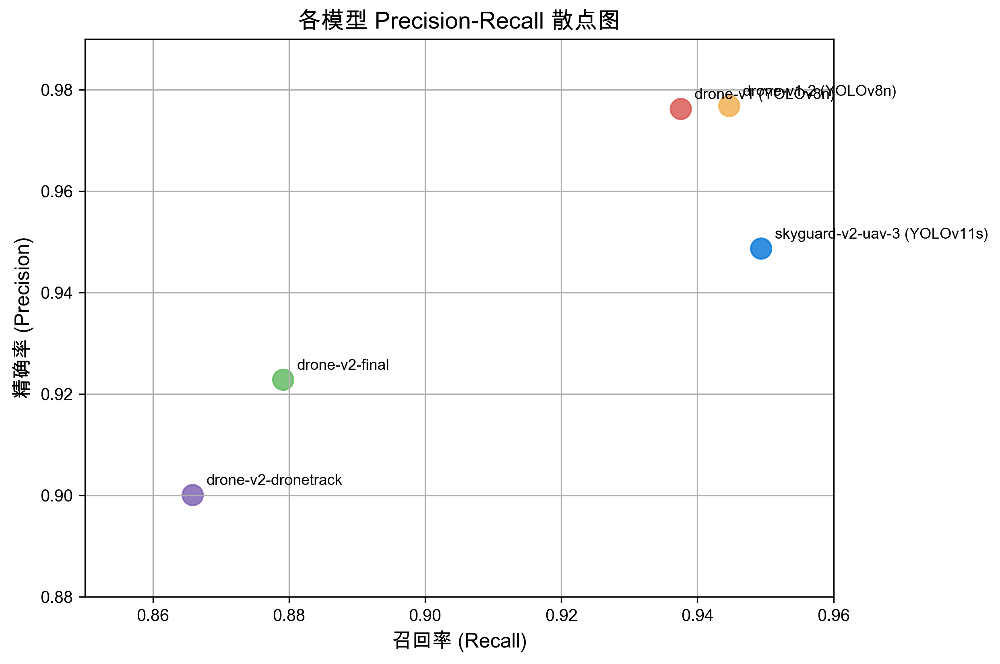 各模型 Precision-Recall 散点图
精确率 (Precision)
0.98
0.96
0.94
0.92
0.90
0.88
drone-v1 (YOLOv8n)
drone-v1-2 (YOLOv8n)
skyguard-v2-uav-3 (YOLOv11s)
drone-v2-final
drone-v2-dronetrack
0.86
0.88
0.90
0.92
0.94
0.96
召回率 (Recall)